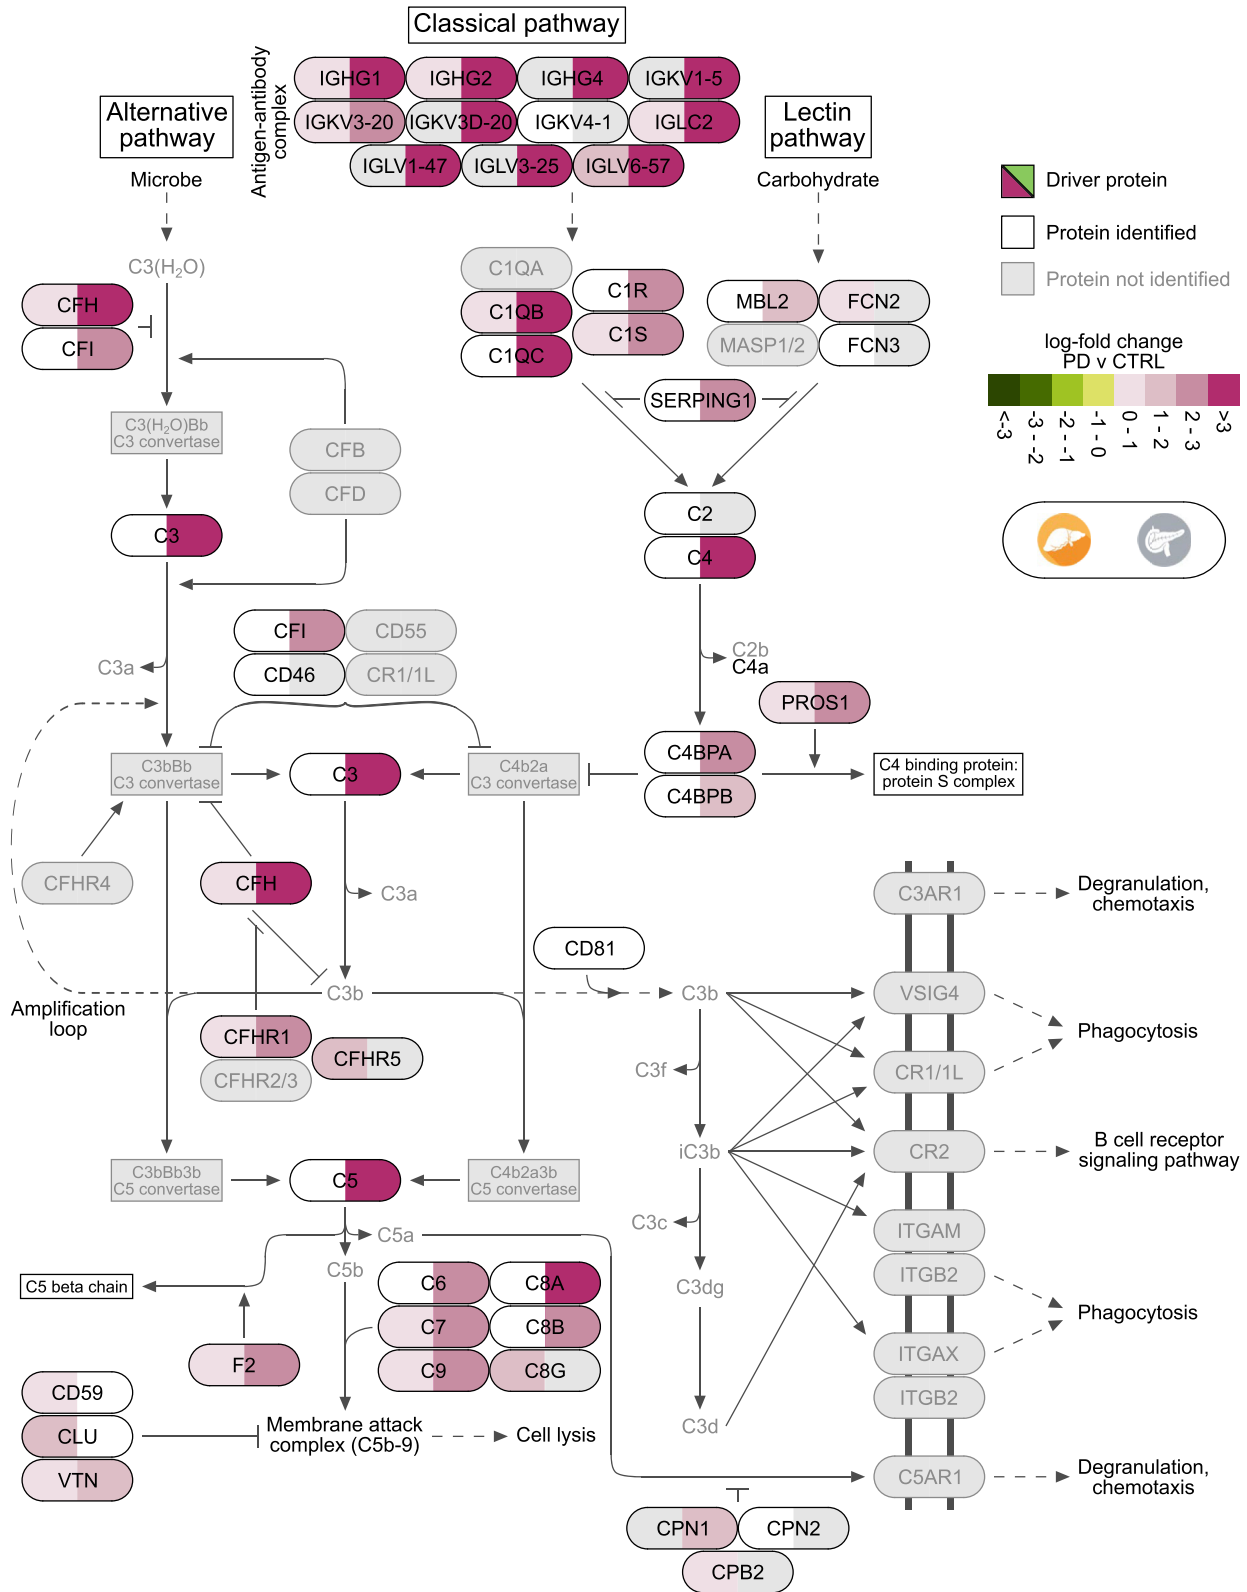 Classical pathway
Antigen-antibody
complex
IGHG1
IGHG2
IGHG4
IGKV1-5
IGKV3-20
IGKV3D-20
IGKV4-1
IGLC2
IGLV1-47
IGLV3-25
IGLV6-57
Alternative
pathway
Microbe
Lectin
pathway
Carbohydrate
Driver protein
Protein identified
Protein not identified
log-fold change
PD v CTRL
<-3
-3 - -2
-2 - -1
-1 - 0
0 - 1
1 - 2
2 - 3
>3
C3(H₂O)
CFH
CFI
C3(H₂O)Bb
C3 convertase
CFB
CFD
C3
C1QA
C1QB
C1QC
C1R
C1S
MBL2
FCN2
MASP1/2
FCN3
SERPING1
C2
C4
C2b
C4a
CFI
CD55
CD46
CR1/1L
C3a
PROS1
C3bBb
C3 convertase
C3
C4b2a
C3 convertase
C4BPA
C4BPB
C4 binding protein:
protein S complex
CFHR4
CFH
C3a
CD81
C3b
C3b
Amplification
loop
CFHR1
CFHR2/3
CFHR5
C3f
iC3b
C3c
C3dg
C3d
C3AR1
Degranulation,
chemotaxis
VSIG4
Phagocytosis
CR1/1L
CR2
B cell receptor
signaling pathway
ITGAM
ITGB2
Phagocytosis
ITGAX
ITGB2
C5AR1
Degranulation,
chemotaxis
C3bBb3b
C5 convertase
C5
C4b2a3b
C5 convertase
C5a
C5b
C5 beta chain
F2
C6
C8A
C7
C8B
C9
C8G
CD59
CLU
VTN
Membrane attack
complex (C5b-9)
Cell lysis
CPN1
CPN2
CPB2